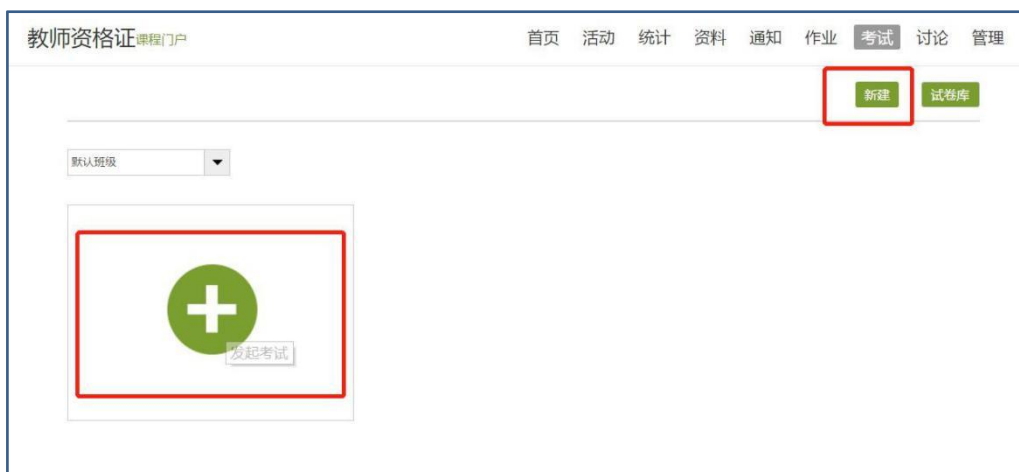 教师资格证课程门户 首页 活动 统计 资料 通知 作业 考试 讨论 管理
新建 试卷库
默认班级
发起考试